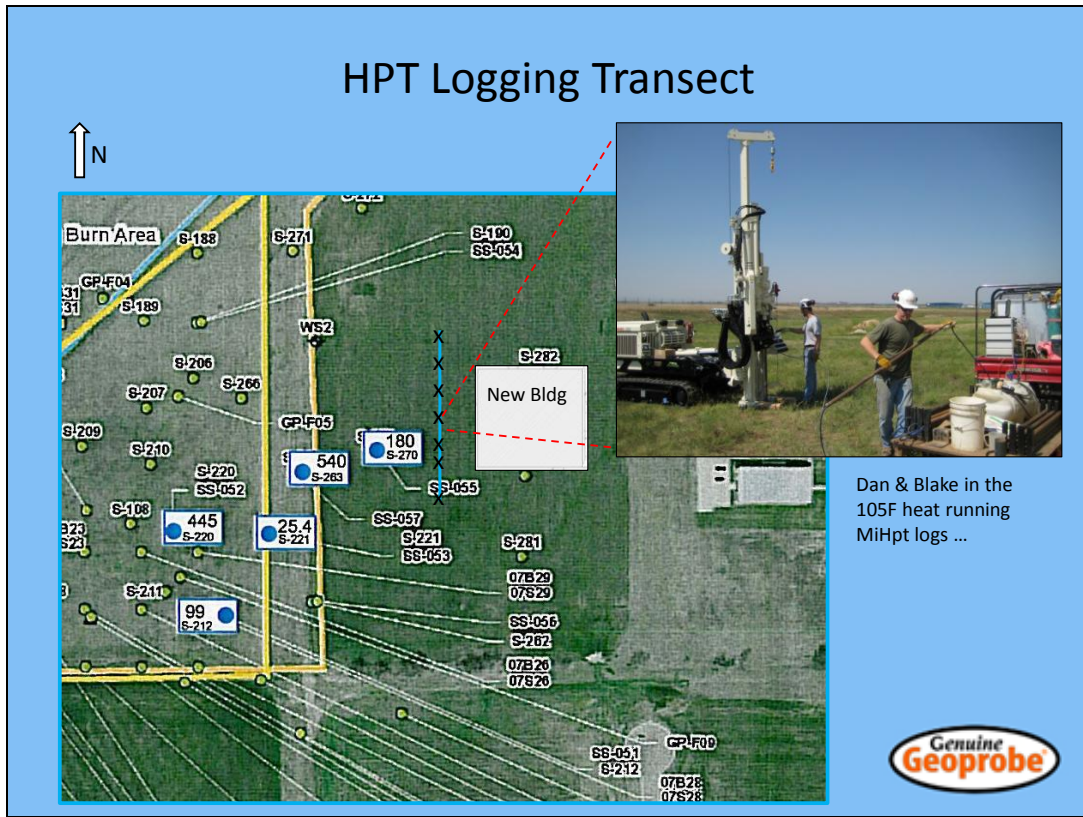 HPT Logging Transect
N
Burn Area
S-188
S-271
S-190
SS-054
GP-F04
S-189
WS2
S-206
S-266
S-207
GP-F05
S-282
New Bldg
S-209
S-210
180
S-270
540
S-263
S-220
SS-052
SS-055
S-108
445
S-220
25.4
S-221
SS-057
S-221
SS-053
S-281
07B29
07S29
S-211
99
S-212
SS-056
S-262
07B26
07S26
GP-F09
SS-051
S-212
07B28
07S28
X
X
X
X
X
X
X
Dan & Blake in the
105F heat running
MiHpt logs ...
Genuine
Geoprobe®